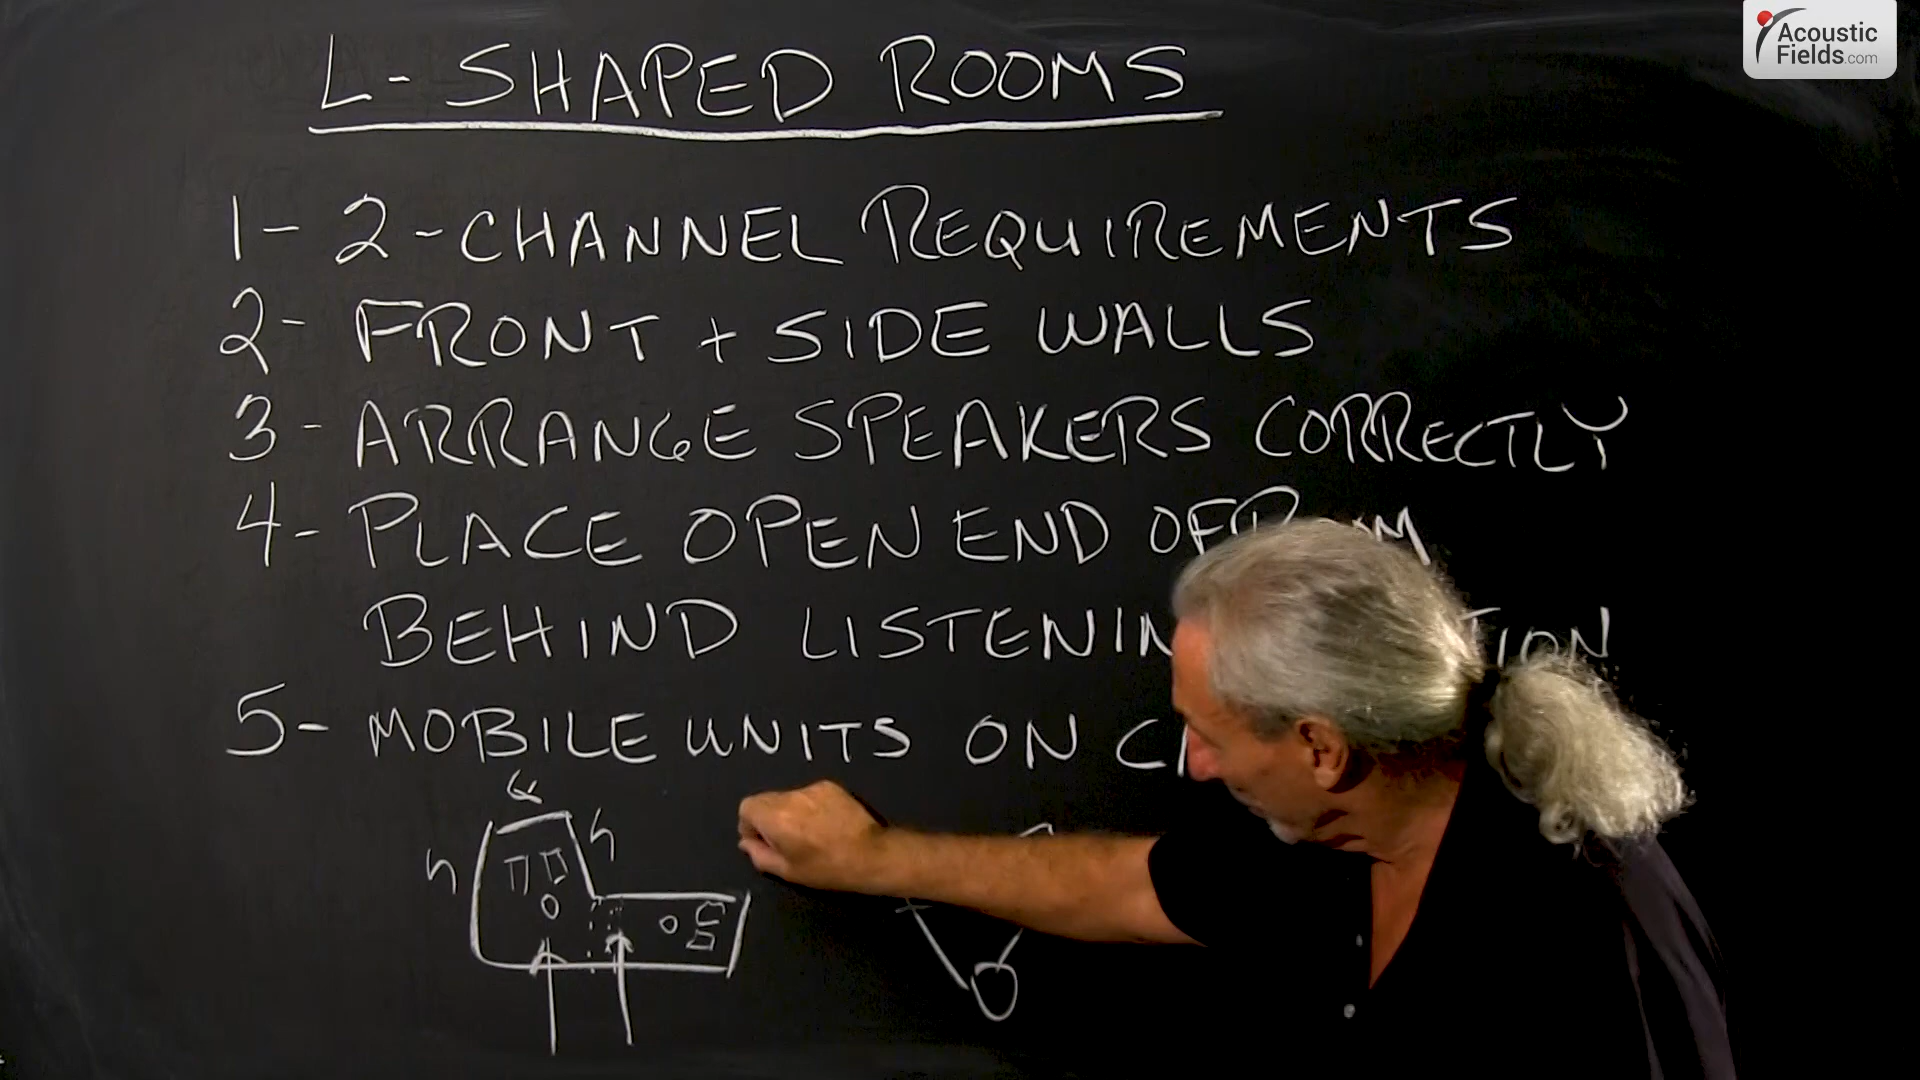 Acoustic
Fields.com
L-SHAPED ROOMS
1- 2-CHANNEL REQUIREMENTS
2- FRONT + SIDE WALLS
3- ARRANGE SPEAKERS CORRECTLY
4- PLACE OPEN END OF
BEHIND
5- MOBILE UNITS ON